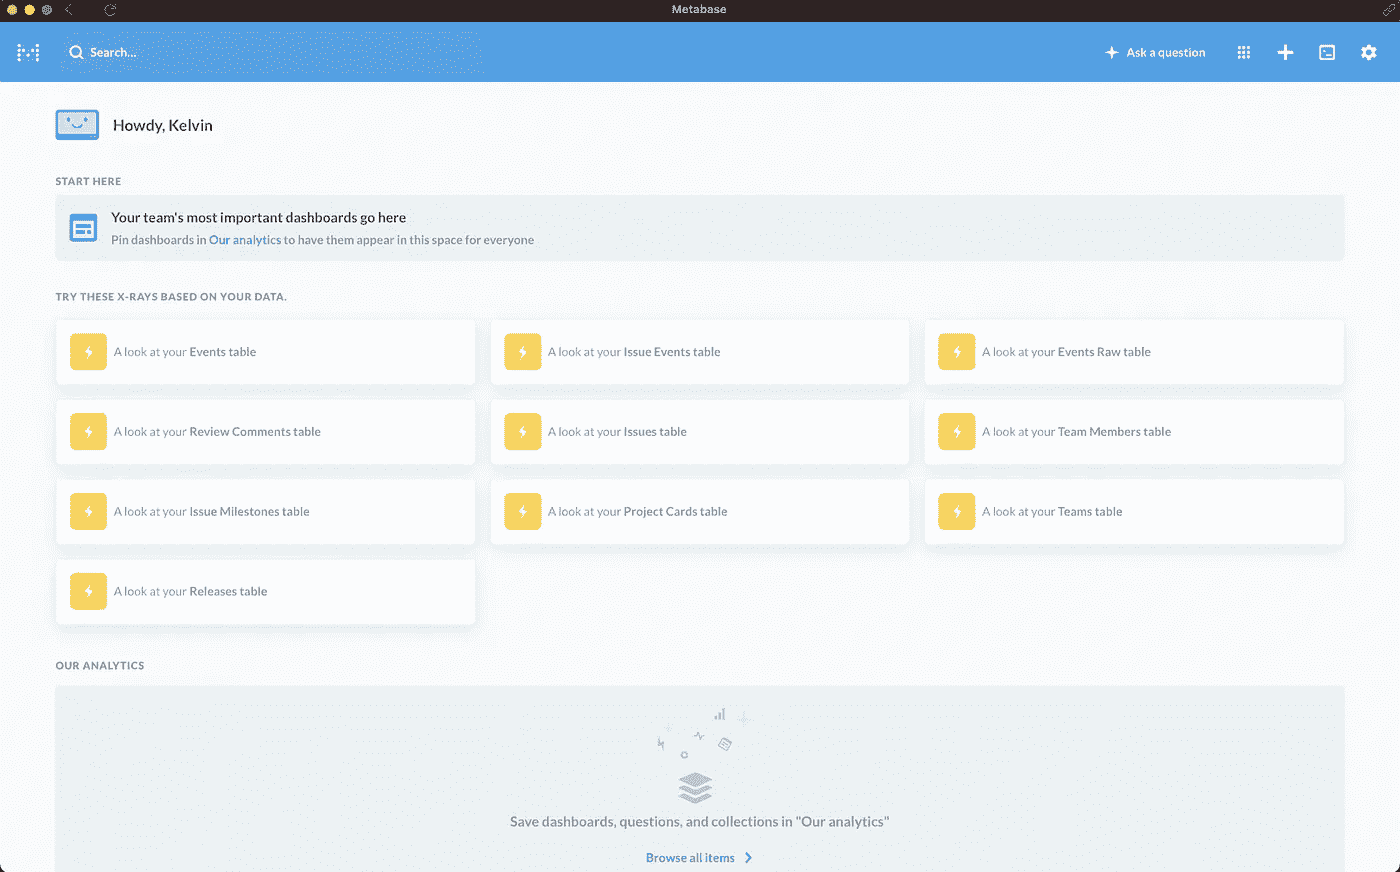 Metabase
Search...
Ask a question
Howdy, Kelvin
START HERE
Your team's most important dashboards go here
Pin dashboards in Our analytics to have them appear in this space for everyone
TRY THESE X-RAYS BASED ON YOUR DATA.
A look at your Events table
A look at your Issue Events table
A look at your Events Raw table
A look at your Review Comments table
A look at your Issues table
A look at your Team Members table
A look at your Issue Milestones table
A look at your Project Cards table
A look at your Teams table
A look at your Releases table
OUR ANALYTICS
Save dashboards, questions, and collections in "Our analytics"
Browse all items